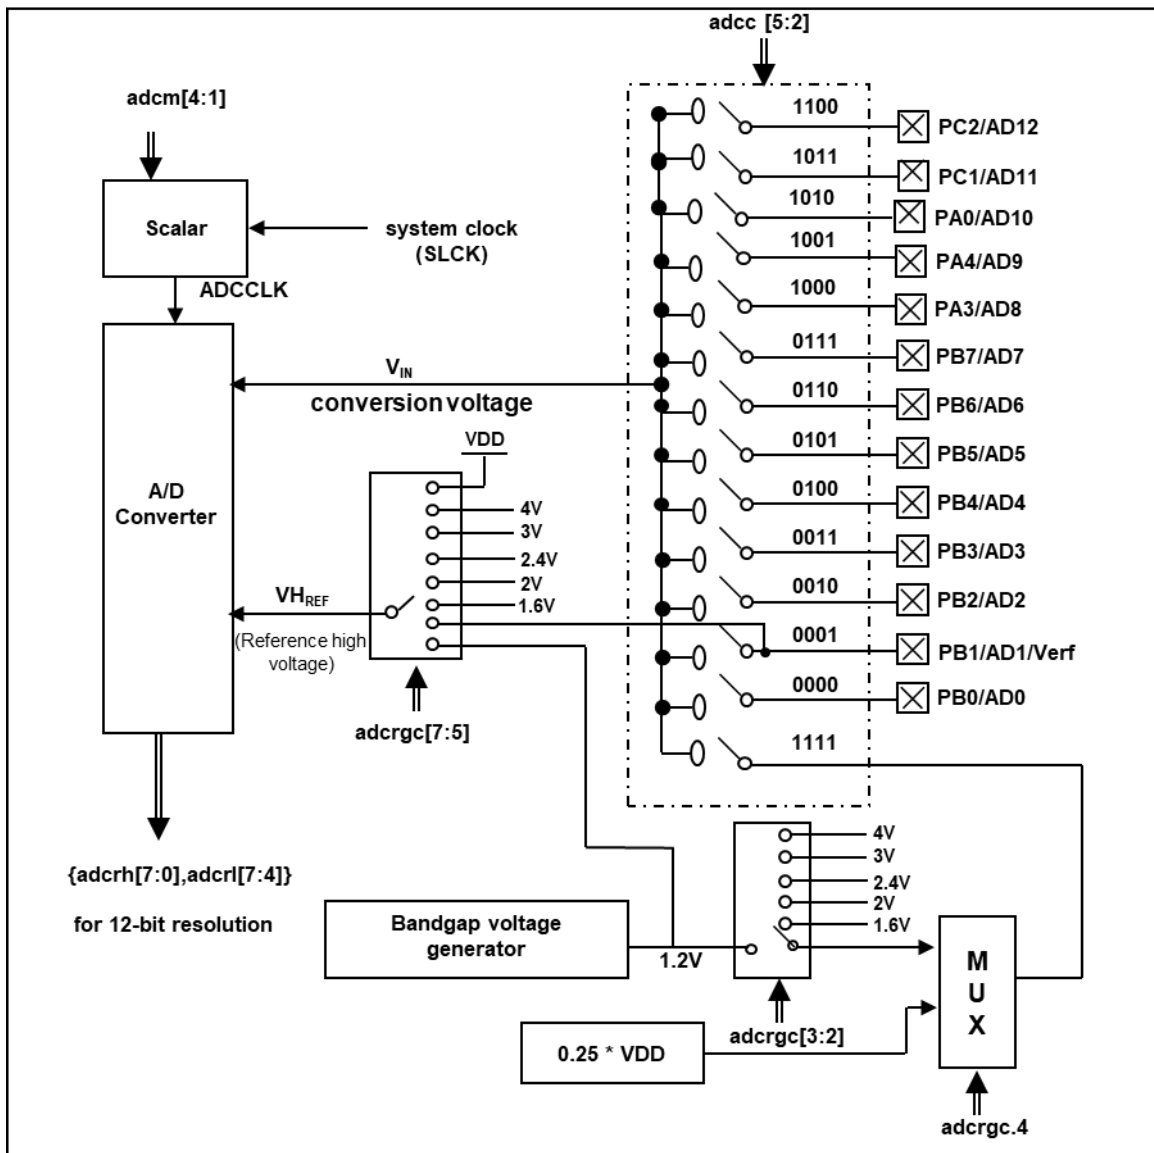 adcc [5:2]
adcm[4:1]
1100
PC2/AD12
1011
PC1/AD11
1010
PA0/AD10
Scalar
system clock
(SLCK)
1001
PA4/AD9
ADCCLK
1000
PA3/AD8
0111
PB7/AD7
VIN
conversion voltage
0110
PB6/AD6
VDD
0101
PB5/AD5
A/D
Converter
4V
3V
2.4V
2V
1.6V
0100
PB4/AD4
0011
PB3/AD3
0010
PB2/AD2
VHREF
(Reference high
voltage)
0001
PB1/AD1/Verf
0000
PB0/AD0
adcrgc[7:5]
1111
4V
3V
2.4V
2V
1.6V
{adcrh[7:0],adcrl[7:4]}
for 12-bit resolution
Bandgap voltage
generator
1.2V
M
U
X
adcrgc[3:2]
0.25 * VDD
adcrgc.4